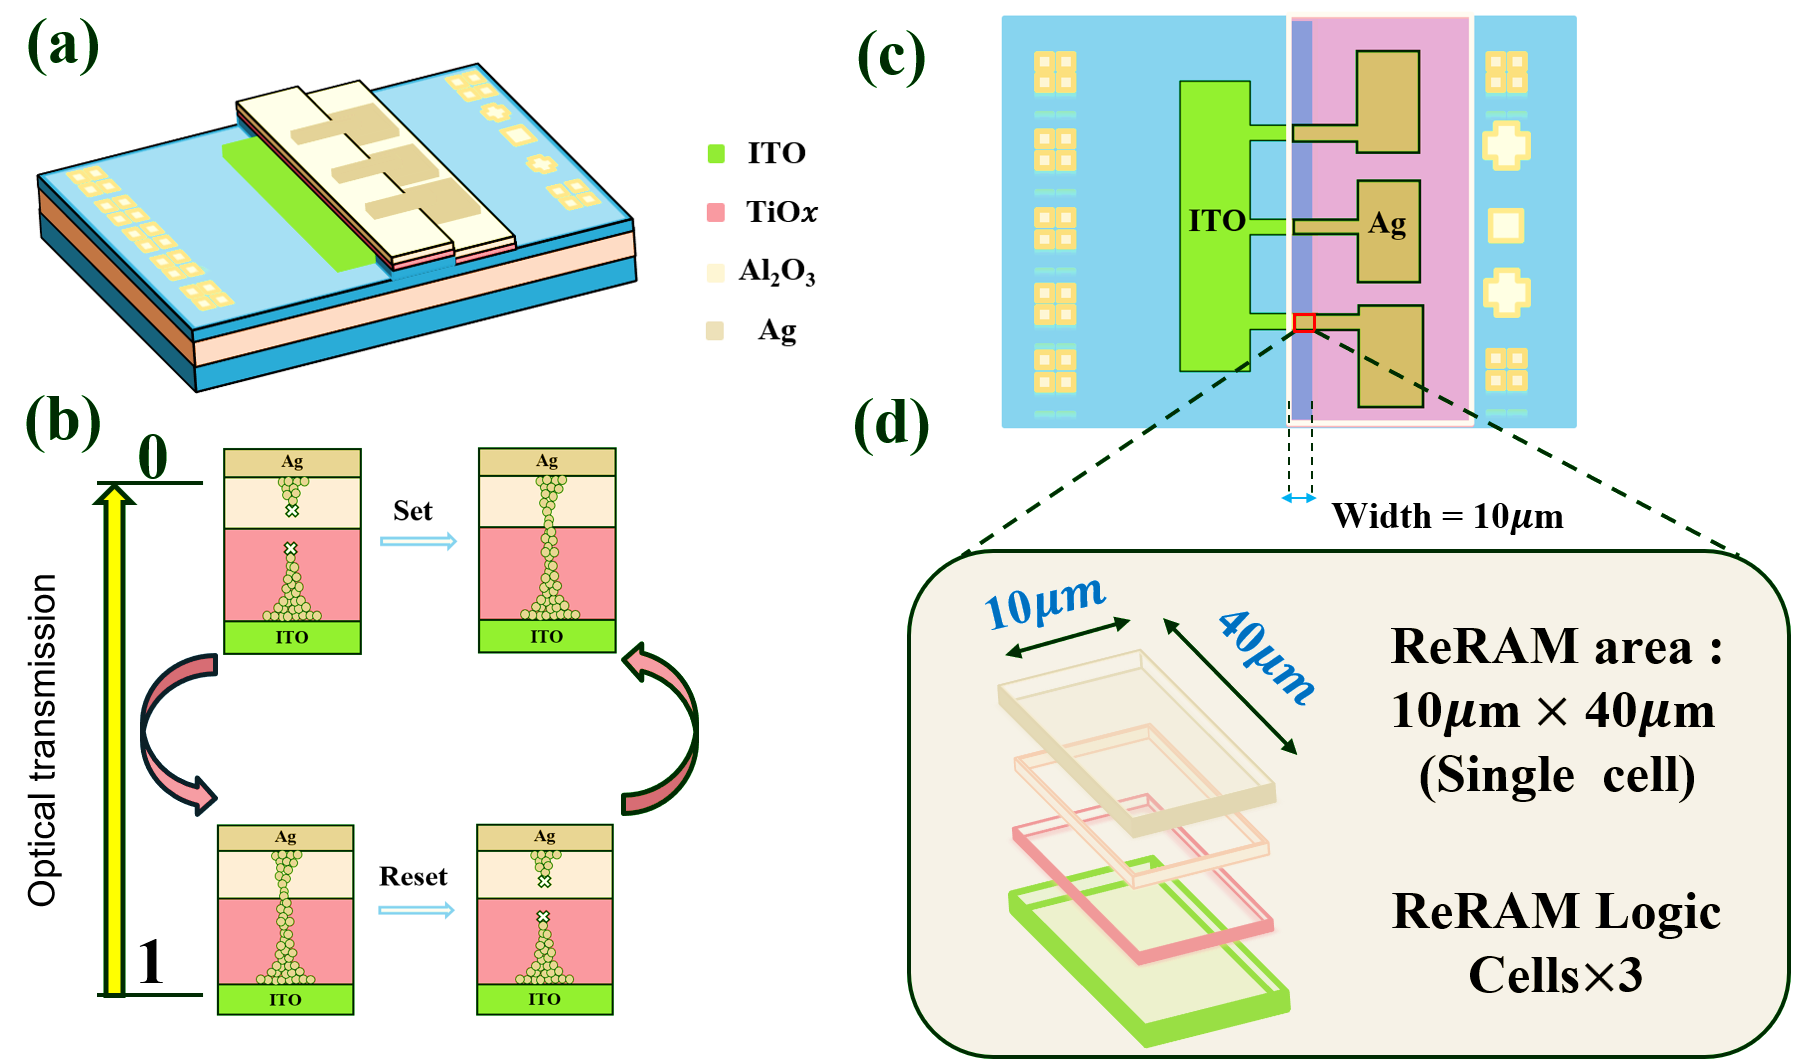 (a)
ITO
TiOx
Al₂O₃
Ag
(b)
0
1
Optical transmission
Ag
ITO
Set
Ag
ITO
Ag
ITO
Reset
Ag
ITO
(c)
ITO
Ag
Width = 10μm
(d)
10μm
40μm
ReRAM area :
10μm × 40μm
(Single cell)
ReRAM Logic
Cells×3